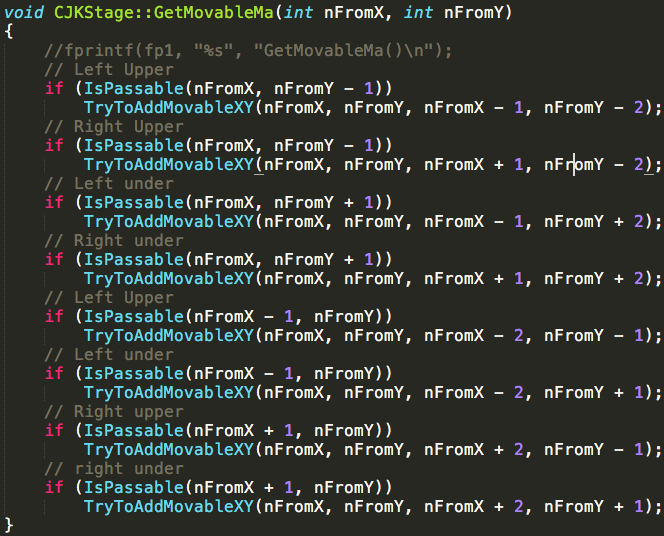 void CJKStage::GetMovableMa(int nFromX, int nFromY)
{
    //fprintf(fp1, "%s", "GetMovableMa()\n");
    // Left Upper
    if (IsPassable(nFromX, nFromY - 1))
        TryToAddMovableXY(nFromX, nFromY, nFromX - 1, nFromY - 2);
    // Right Upper
    if (IsPassable(nFromX, nFromY - 1))
        TryToAddMovableXY(nFromX, nFromY, nFromX + 1, nFromY - 2);
    // Left under
    if (IsPassable(nFromX, nFromY + 1))
        TryToAddMovableXY(nFromX, nFromY, nFromX - 1, nFromY + 2);
    // Right under
    if (IsPassable(nFromX, nFromY + 1))
        TryToAddMovableXY(nFromX, nFromY, nFromX + 1, nFromY + 2);
    // Left Upper
    if (IsPassable(nFromX - 1, nFromY))
        TryToAddMovableXY(nFromX, nFromY, nFromX - 2, nFromY - 1);
    // Left under
    if (IsPassable(nFromX - 1, nFromY))
        TryToAddMovableXY(nFromX, nFromY, nFromX - 2, nFromY + 1);
    // Right upper
    if (IsPassable(nFromX + 1, nFromY))
        TryToAddMovableXY(nFromX, nFromY, nFromX + 2, nFromY - 1);
    // right under
    if (IsPassable(nFromX + 1, nFromY))
        TryToAddMovableXY(nFromX, nFromY, nFromX + 2, nFromY + 1);
}